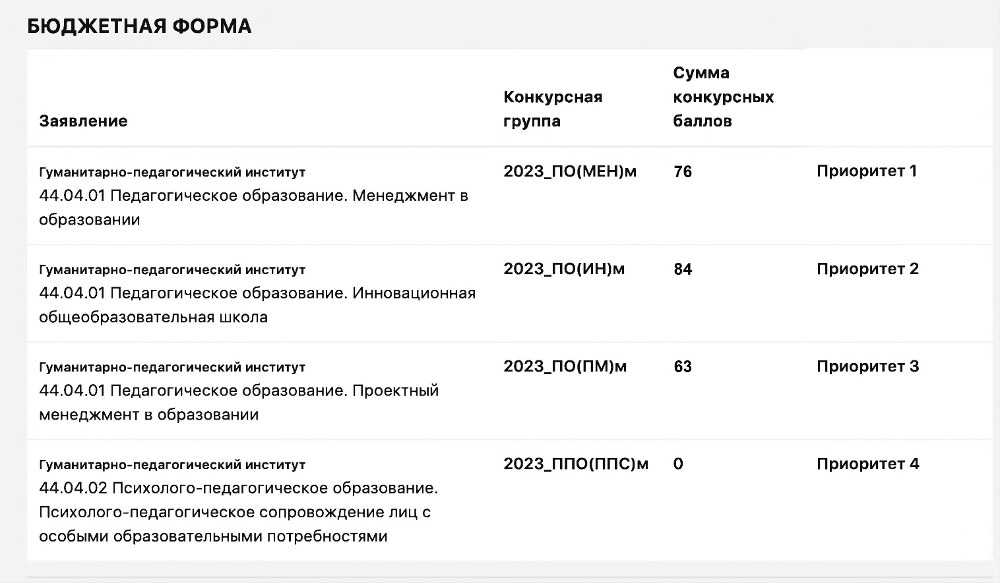 БЮДЖЕТНАЯ ФОРМА
Заявление
Конкурсная
группа
Сумма
конкурсных
баллов
Гуманитарно-педагогический институт
44.04.01 Педагогическое образование. Менеджмент в
образовании
2023_ПО(МЕН)м
76
Приоритет 1
Гуманитарно-педагогический институт
44.04.01 Педагогическое образование. Инновационная
общеобразовательная школа
2023_ПО(ИН)м
84
Приоритет 2
Гуманитарно-педагогический институт
44.04.01 Педагогическое образование. Проектный
менеджмент в образовании
2023_ПО(ПМ)м
63
Приоритет 3
Гуманитарно-педагогический институт
44.04.02 Психолого-педагогическое образование.
Психолого-педагогическое сопровождение лиц с
особыми образовательными потребностями
2023_ППО(ППС)м
0
Приоритет 4